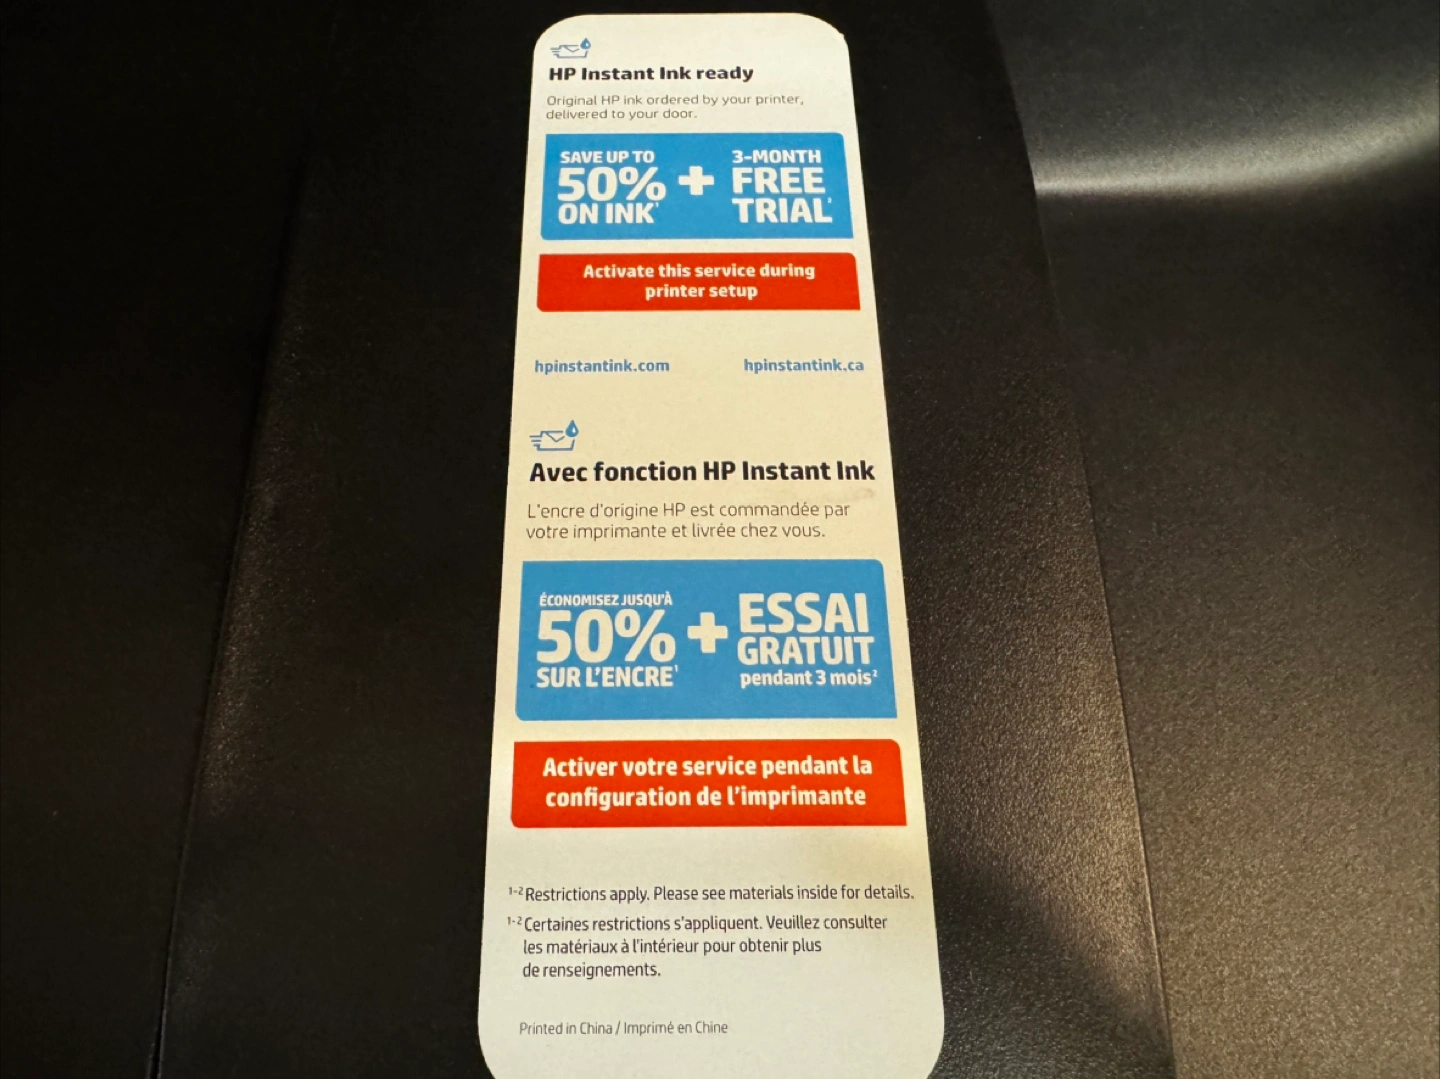 HP Instant Ink ready
Original HP ink ordered by your printer,
delivered to your door.
SAVE UP TO
50%
ON INK¹
+
3-MONTH
FREE
TRIAL²
Activate this service during
printer setup
hpinstantink.com
hpinstantink.ca
Avec fonction HP Instant Ink
L'encre d'origine HP est commandée par
votre imprimante et livrée chez vous.
ÉCONOMISEZ JUSQU'À
50%
SUR L'ENCRE¹
+
ESSAI
GRATUIT
pendant 3 mois²
Activer votre service pendant la
configuration de l'imprimante
¹⁻² Restrictions apply. Please see materials inside for details.
¹⁻² Certaines restrictions s'appliquent. Veuillez consulter
les matériaux à l'intérieur pour obtenir plus
de renseignements.
Printed in China / Imprimé en Chine